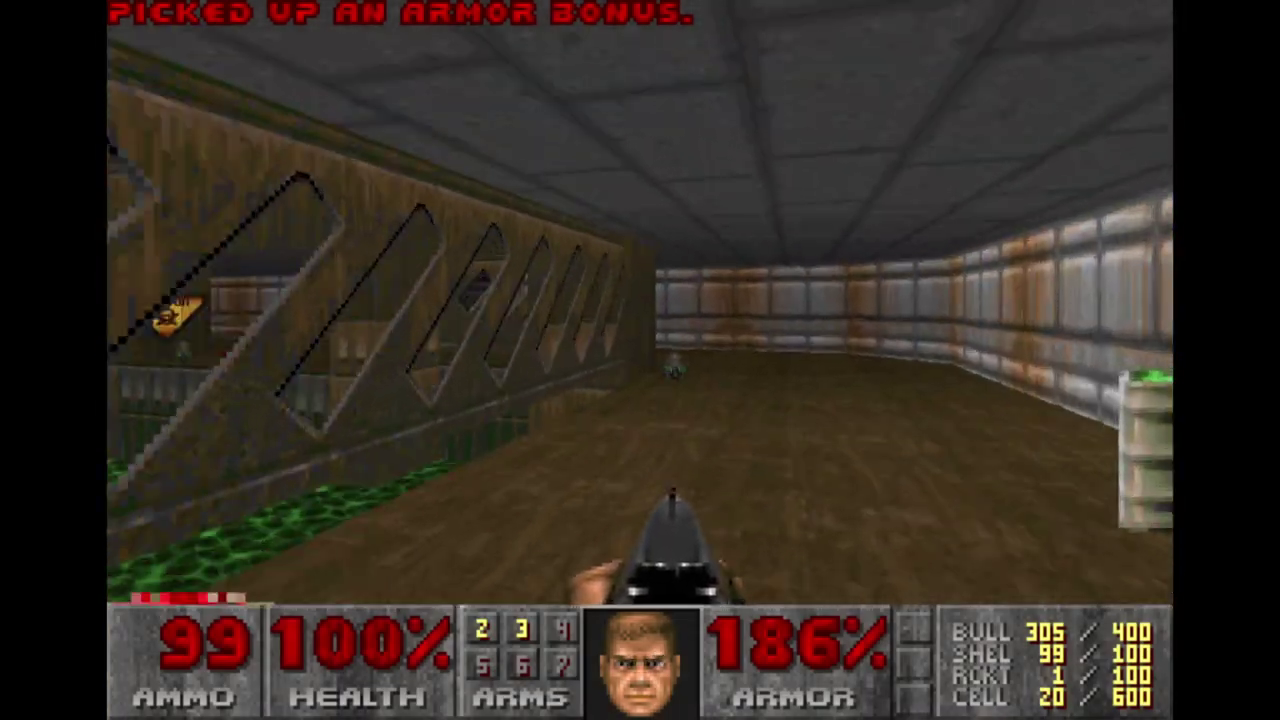 PICKED UP AN ARMOR BONUS.
99 100% 2 3 4 186% BULL 305 / 400
SHEL 99 / 100
5 6 7 RCKT 1 / 100
AMMO HEALTH ARMS ARMOR CELL 20 / 600